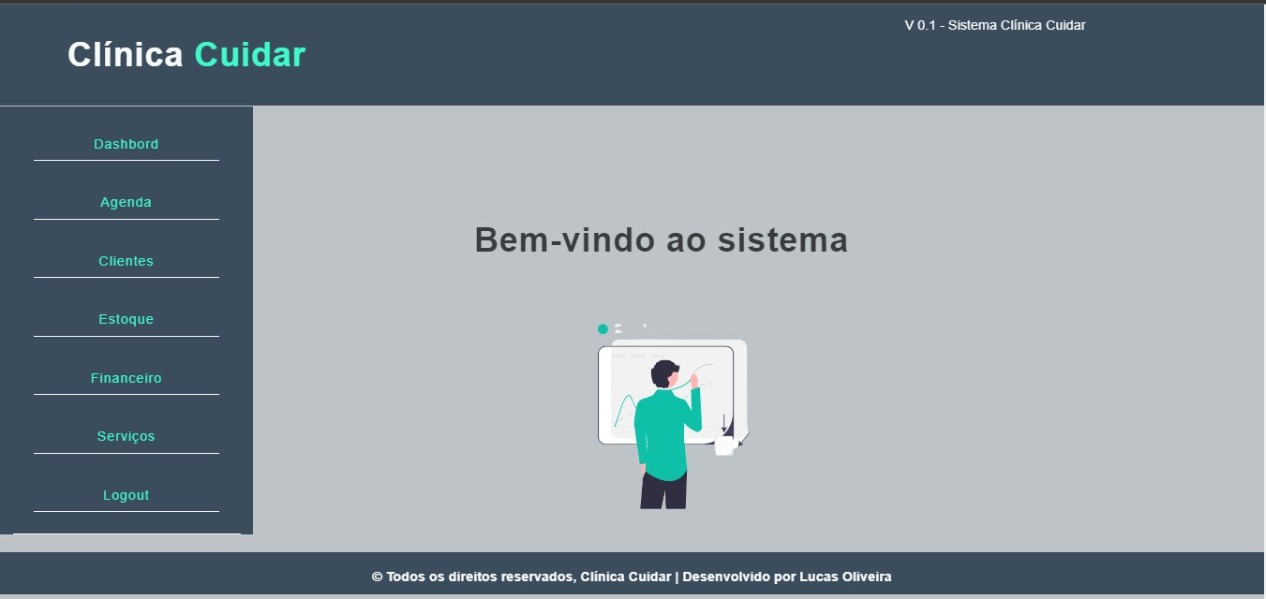 V 0.1 - Sistema Clínica Cuidar
Clínica Cuidar
Dashbord
Agenda
Clientes
Estoque
Financeiro
Serviços
Logout
Bem-vindo ao sistema
© Todos os direitos reservados, Clínica Cuidar | Desenvolvido por Lucas Oliveira